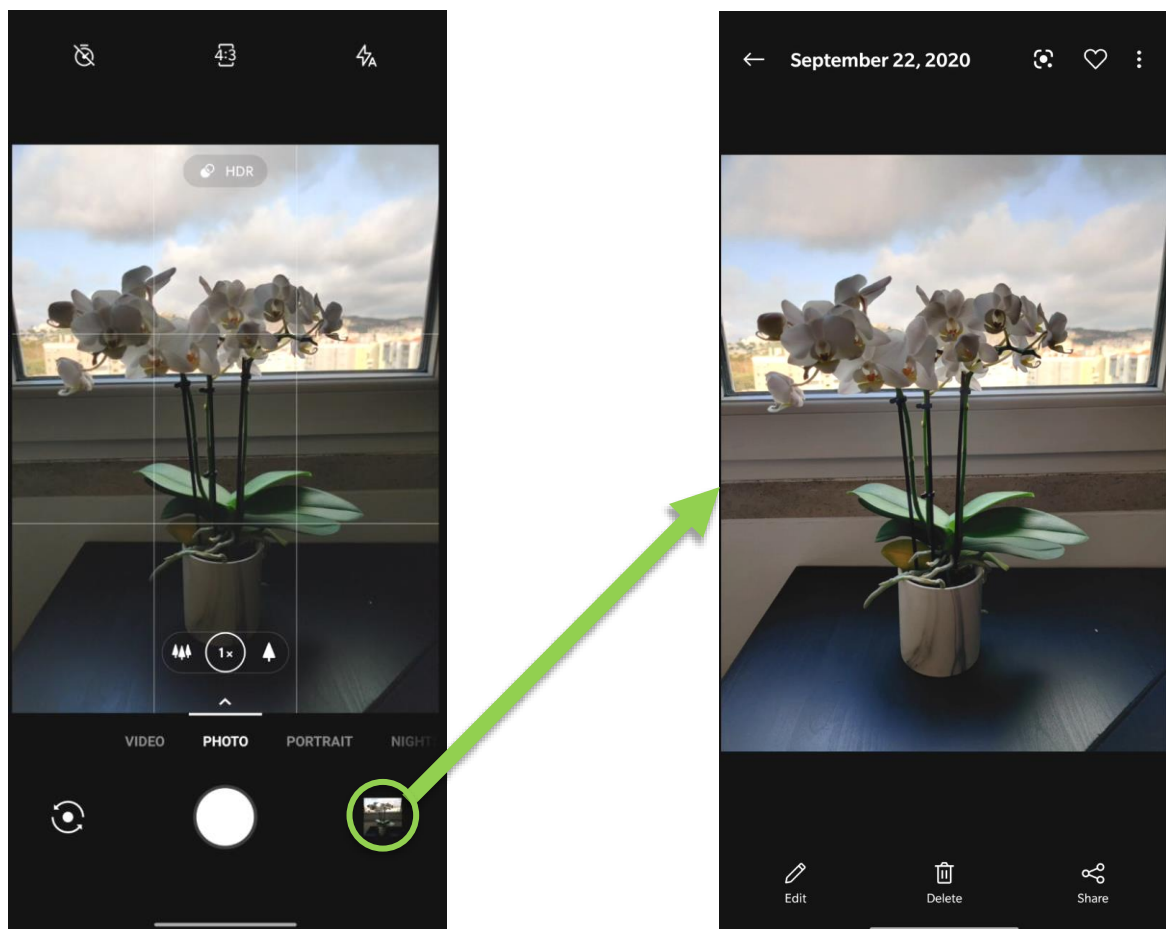 4:3
A
HDR
1×
VIDEO PHOTO PORTRAIT NIGHT
September 22, 2020
Edit Delete Share